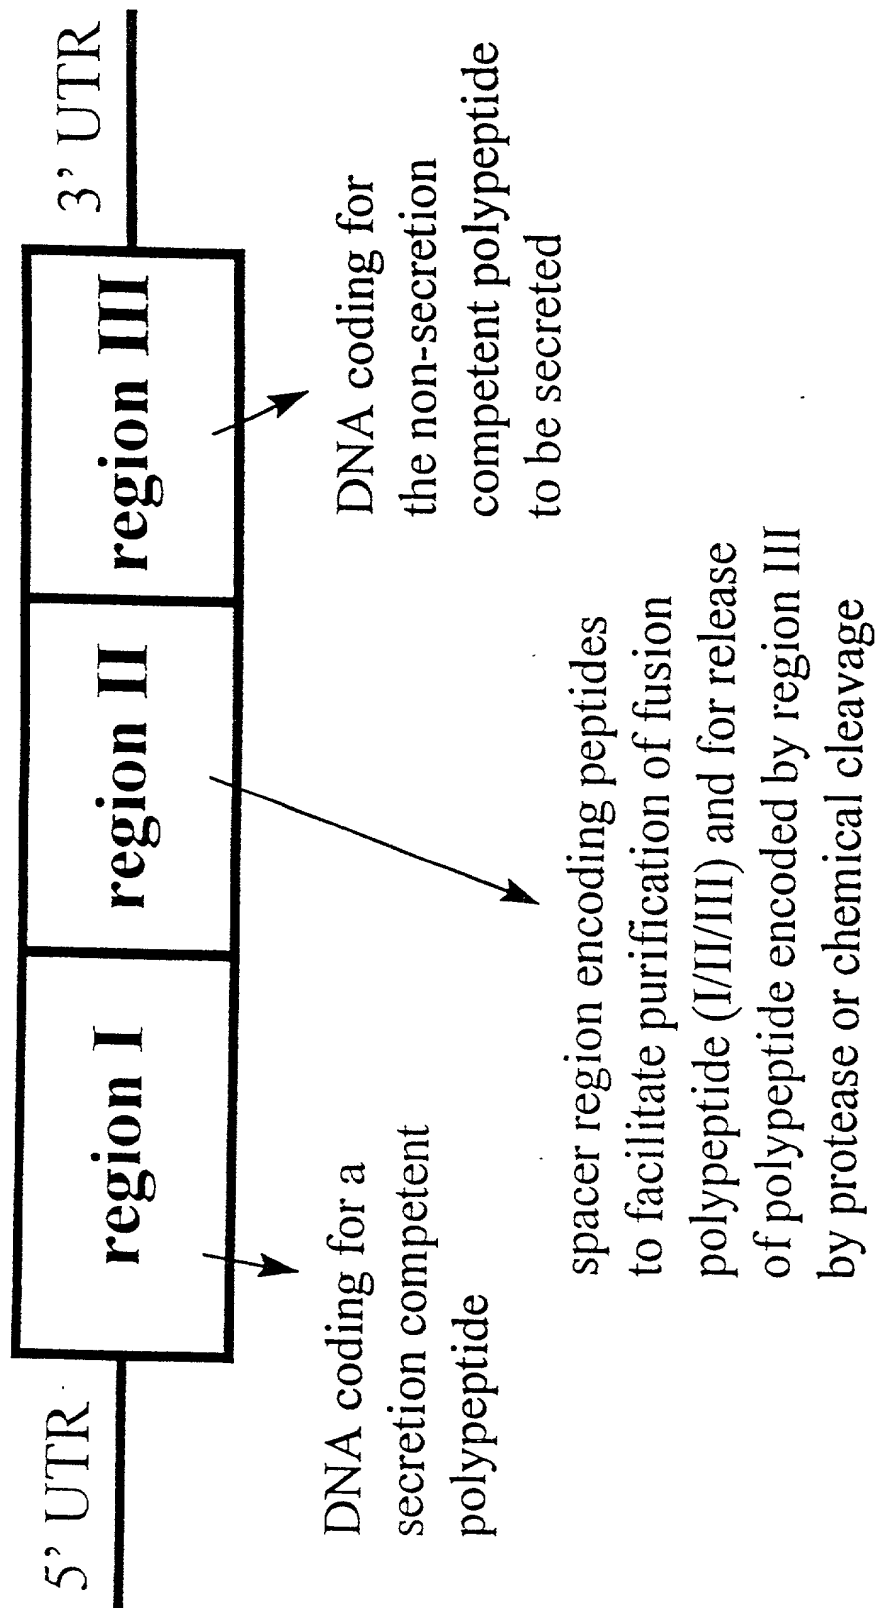 5’ UTR
region I
region II
region III
3’ UTR
DNA coding for a
secretion competent
polypeptide
spacer region encoding peptides
to facilitate purification of fusion
polypeptide (I/II/III) and for release
of polypeptide encoded by region III
by protease or chemical cleavage
DNA coding for
the non-secretion
competent polypeptide
to be secreted